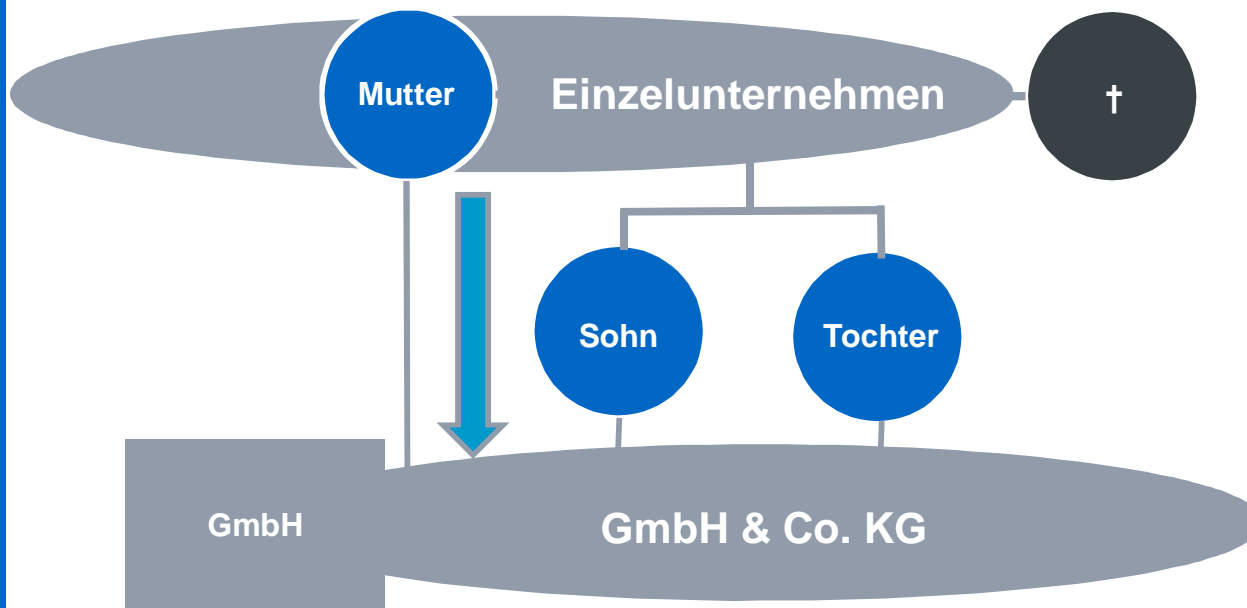 Mutter
Einzelunternehmen
†
Sohn
Tochter
GmbH
GmbH & Co. KG